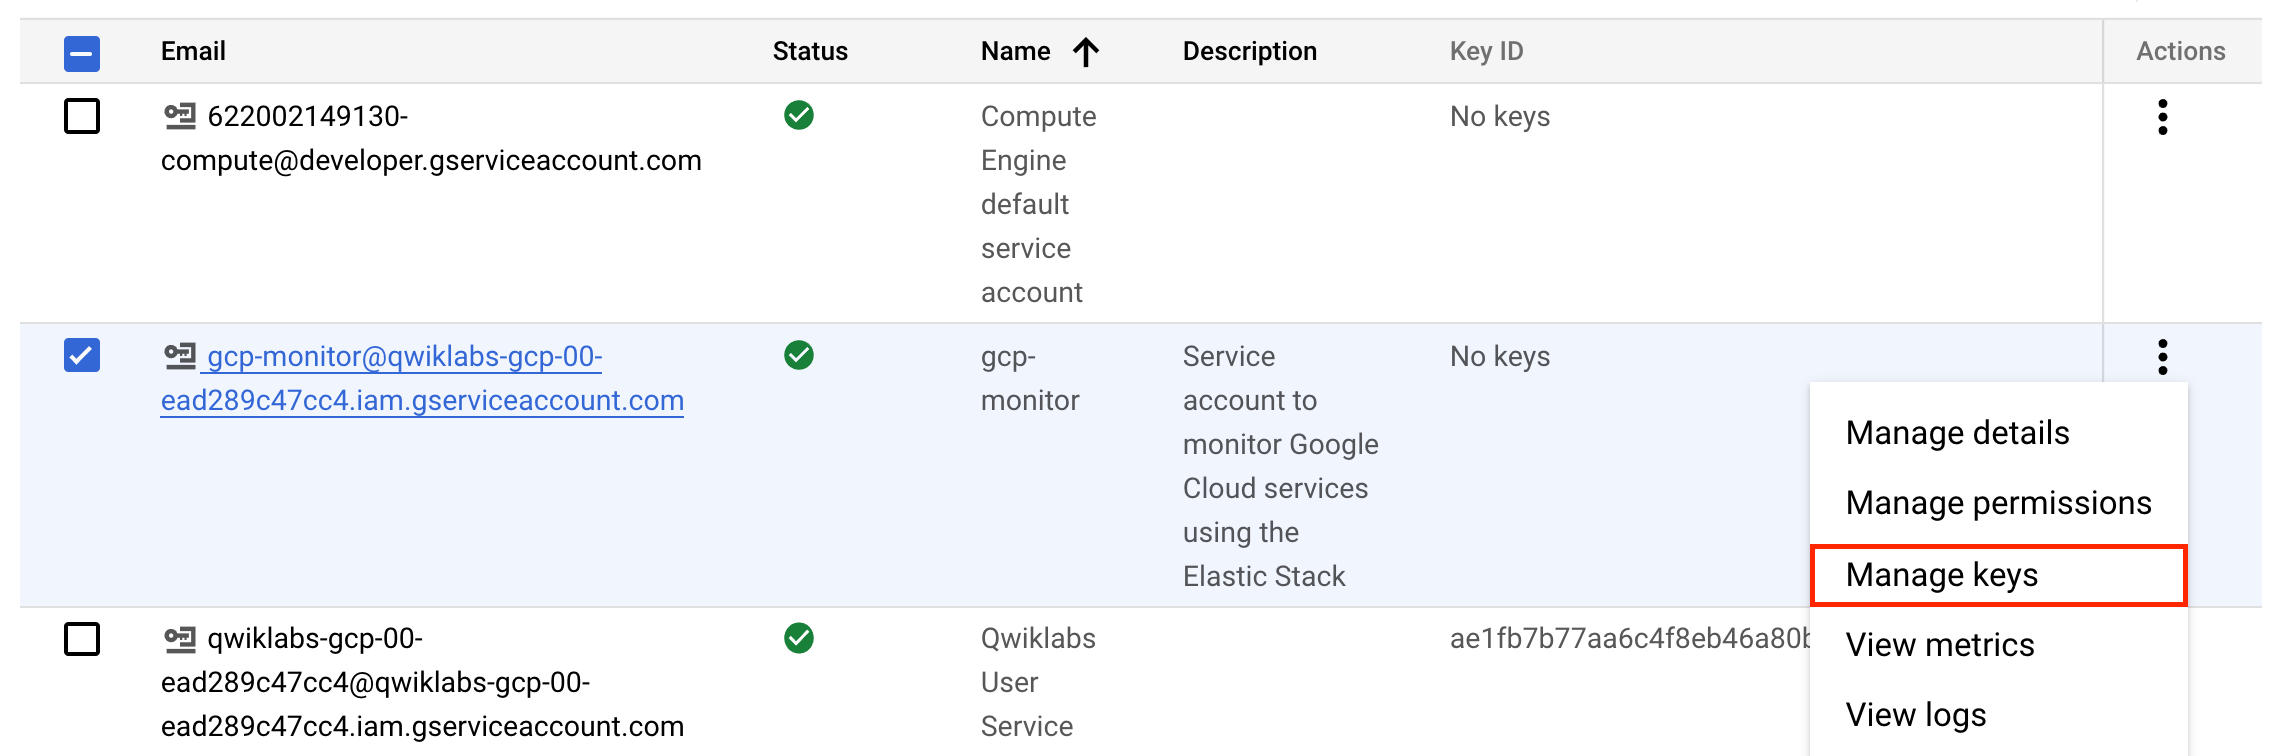 Email Status Name Description Key ID Actions
622002149130- Compute No keys
compute@developer.gserviceaccount.com Engine
default
service
account
gcp-monitor@qwiklabs-gcp-00- gcp- Service No keys
ead289c47cc4.iam.gserviceaccount.com monitor account to
monitor Google
Cloud services
using the
Elastic Stack
Manage details
Manage permissions
Manage keys
View metrics
View logs
qwiklabs-gcp-00- Qwiklabs
ead289c47cc4@qwiklabs-gcp-00- User
ead289c47cc4.iam.gserviceaccount.com Service